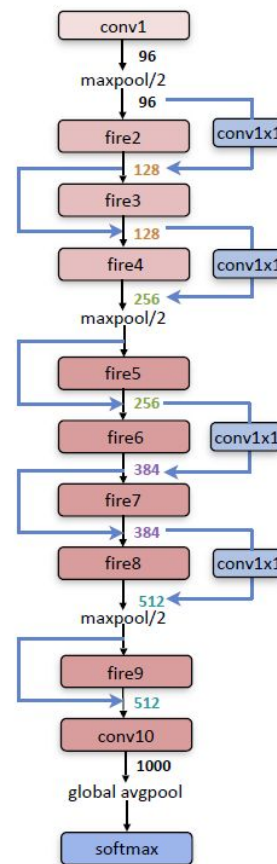 conv1
96
maxpool/2
96
conv1x1
fire2
128
fire3
128
fire4
conv1x1
256
maxpool/2
fire5
256
fire6
conv1x1
384
fire7
384
fire8
conv1x1
512
maxpool/2
fire9
512
conv10
1000
global avgpool
softmax